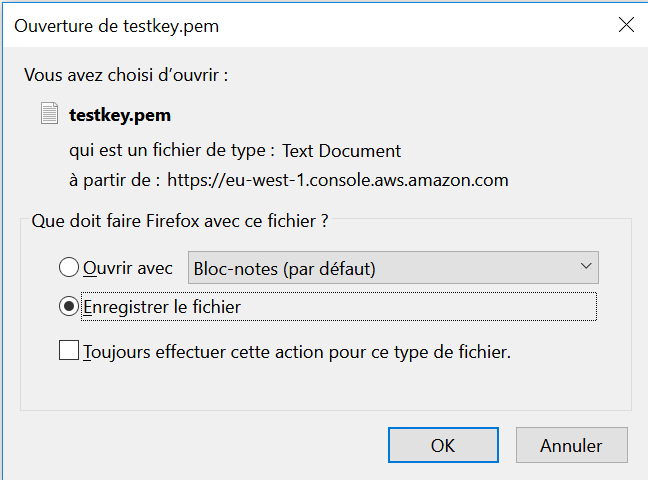 Ouverture de testkey.pem
Vous avez choisi d’ouvrir :
testkey.pem
qui est un fichier de type : Text Document
à partir de : https://eu-west-1.console.aws.amazon.com
Que doit faire Firefox avec ce fichier ?
Ouvrir avec Bloc-notes (par défaut)
Enregistrer le fichier
Toujours effectuer cette action pour ce type de fichier.
OK Annuler